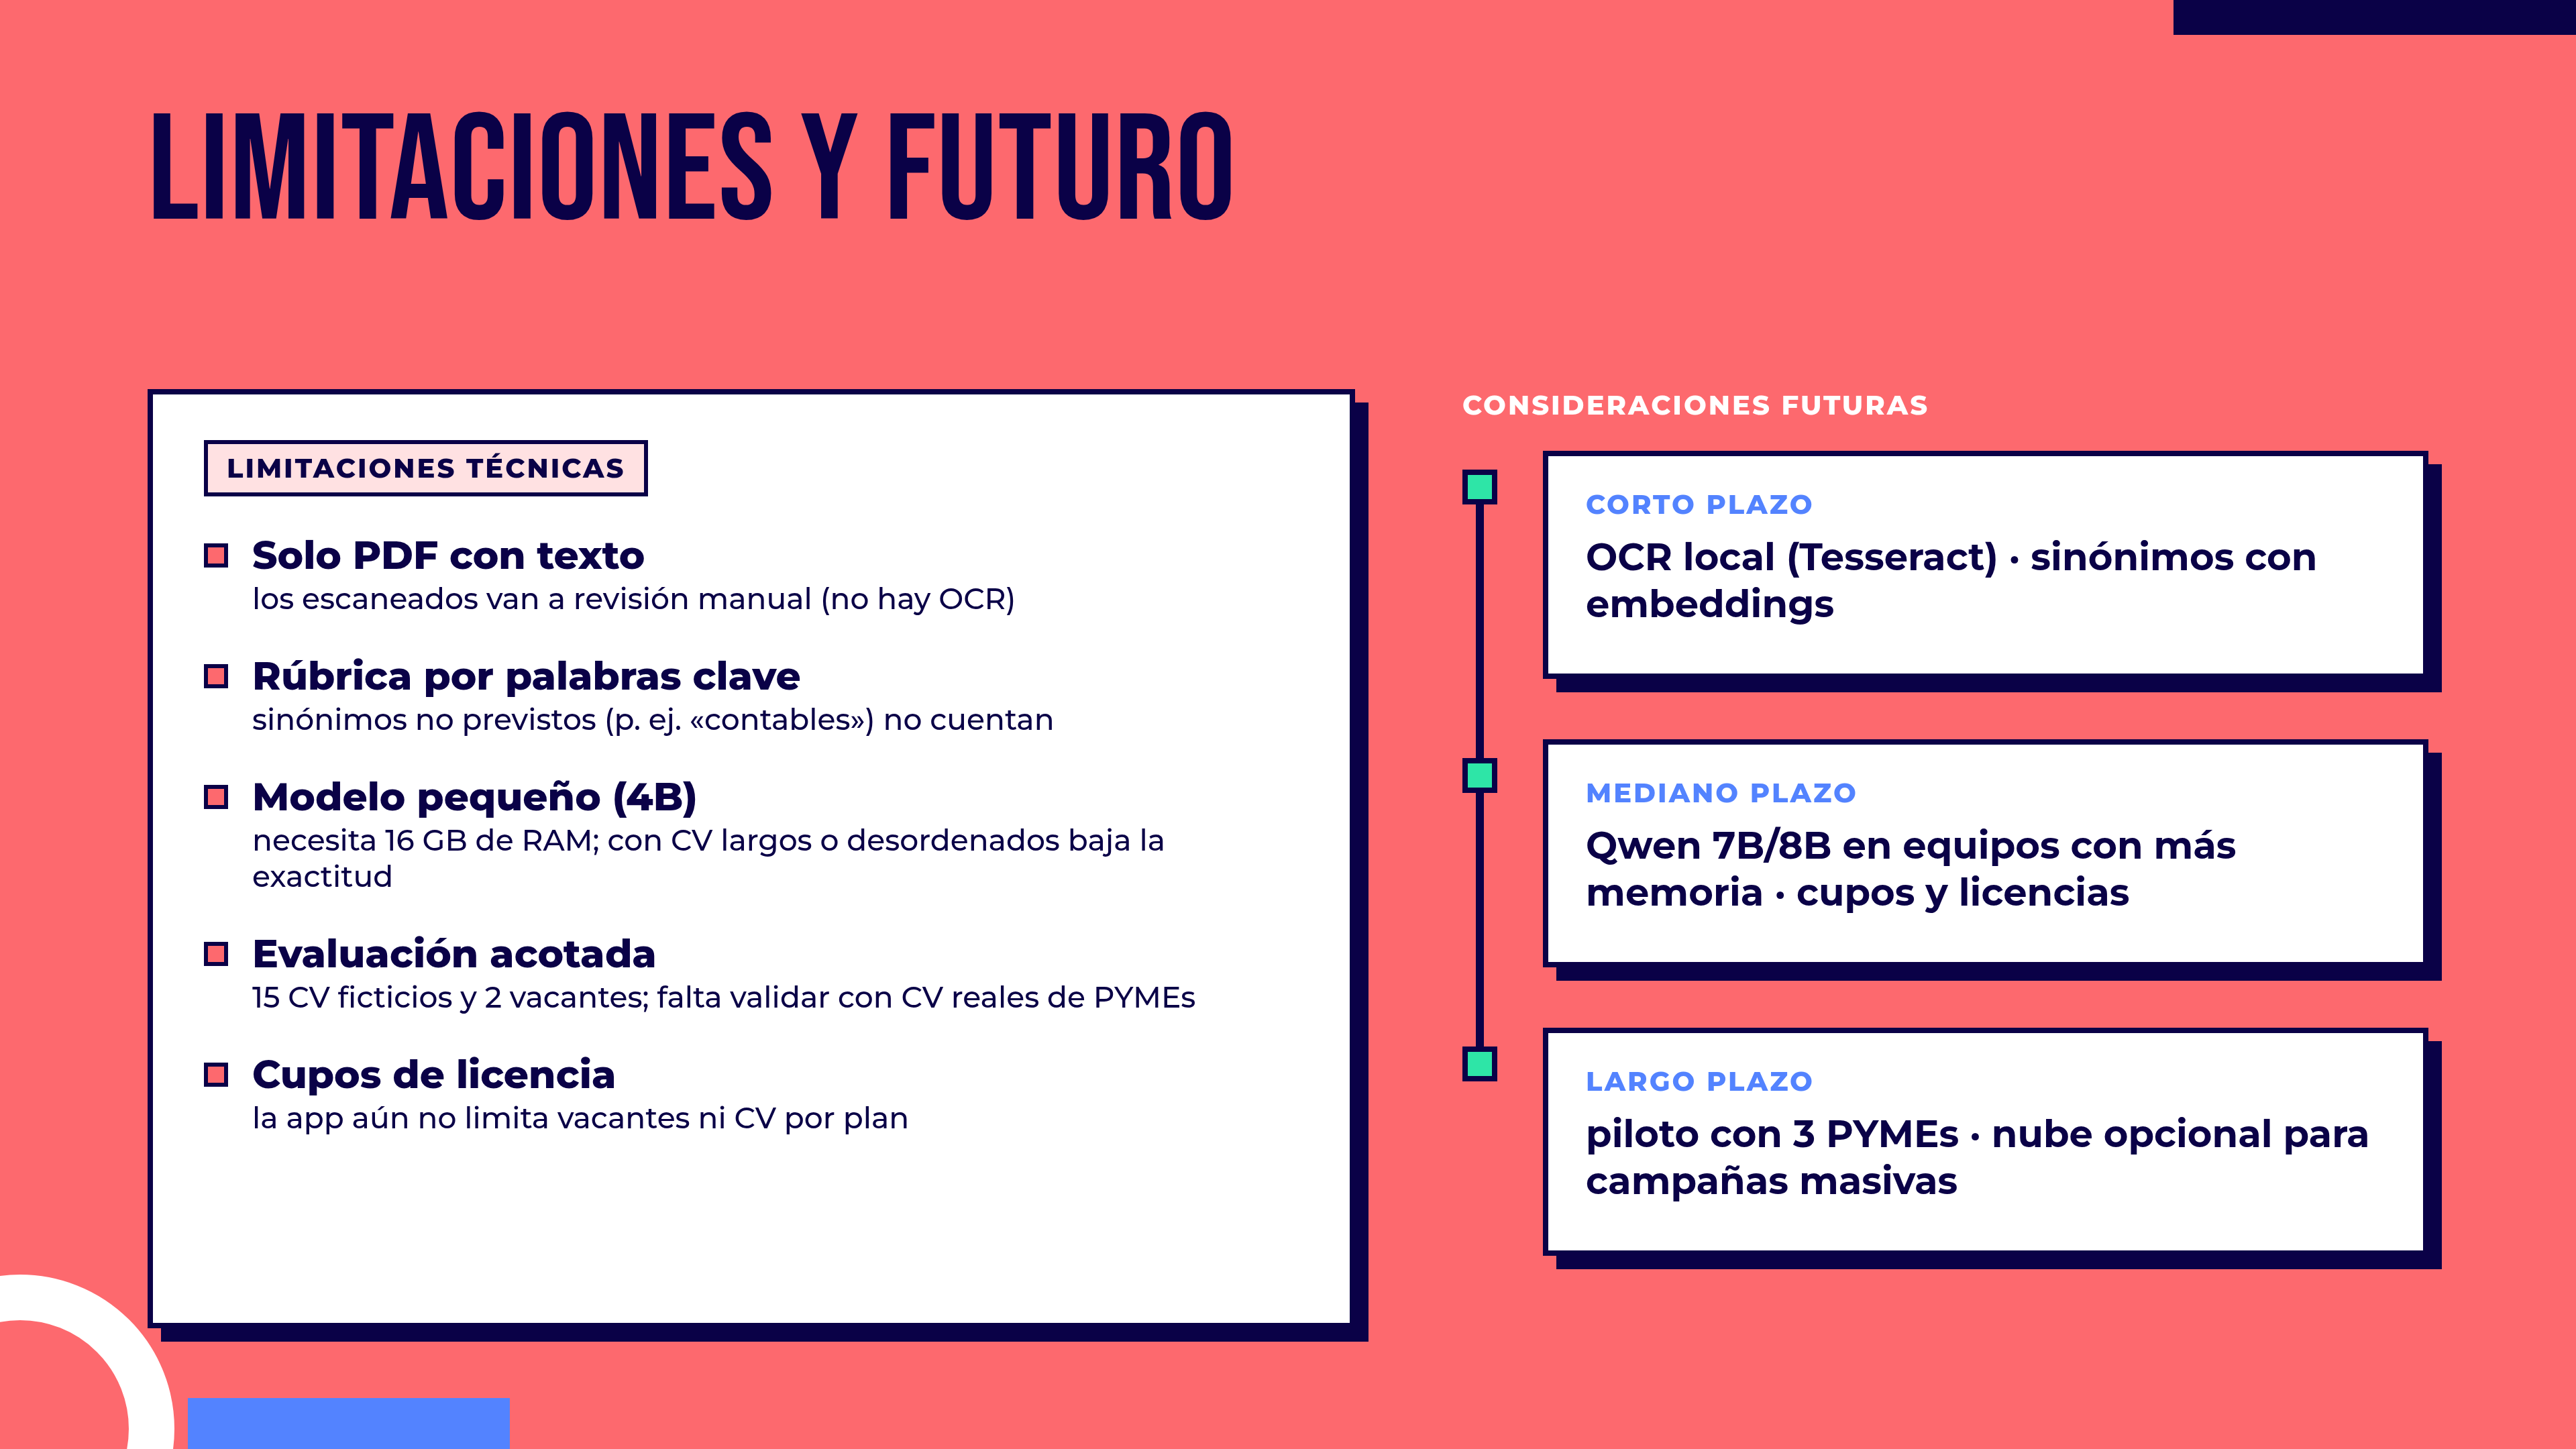 LIMITACIONES Y FUTURO
LIMITACIONES TÉCNICAS
Solo PDF con texto
los escaneados van a revisión manual (no hay OCR)
Rúbrica por palabras clave
sinónimos no previstos (p. ej. «contables») no cuentan
Modelo pequeño (4B)
necesita 16 GB de RAM; con CV largos o desordenados baja la
exactitud
Evaluación acotada
15 CV ficticios y 2 vacantes; falta validar con CV reales de PYMEs
Cupos de licencia
la app aún no limita vacantes ni CV por plan
CONSIDERACIONES FUTURAS
CORTO PLAZO
OCR local (Tesseract) · sinónimos con
embeddings
MEDIANO PLAZO
Qwen 7B/8B en equipos con más
memoria · cupos y licencias
LARGO PLAZO
piloto con 3 PYMEs · nube opcional para
campañas masivas